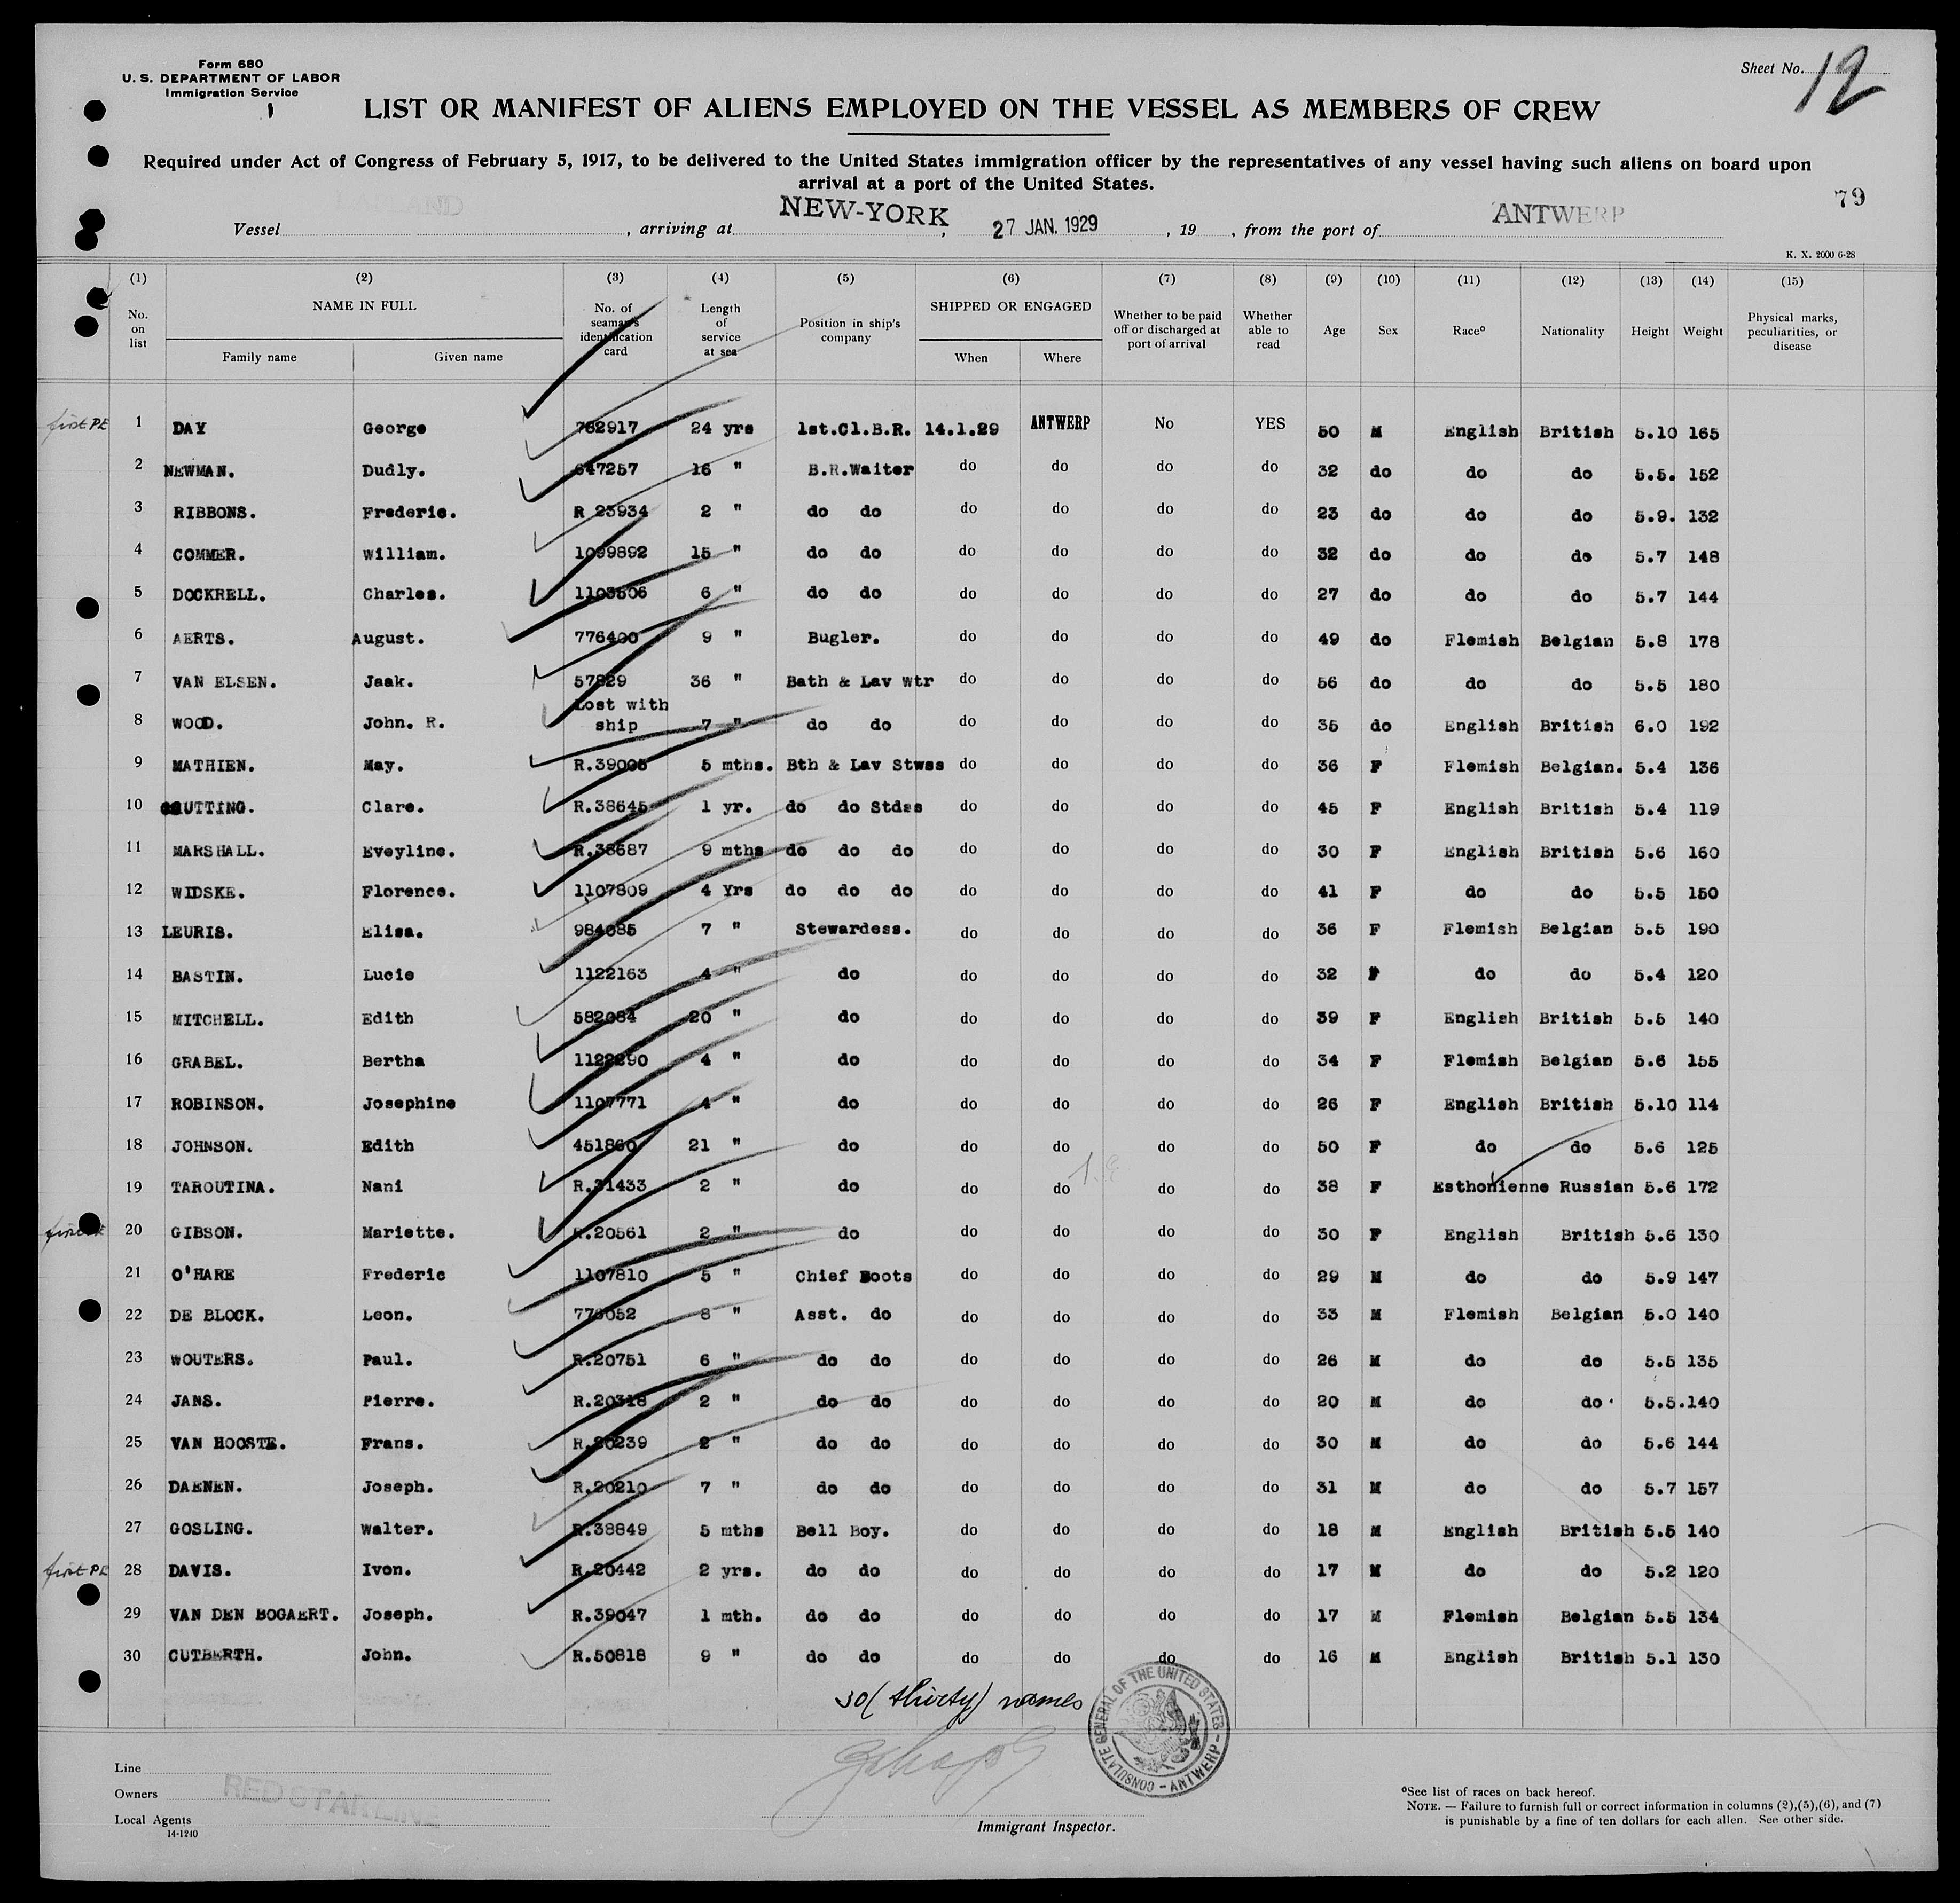 Form 680
U. S. DEPARTMENT OF LABOR
Immigration Service
Sheet No. 12
LIST OR MANIFEST OF ALIENS EMPLOYED ON THE VESSEL AS MEMBERS OF CREW
Required under Act of Congress of February 5, 1917, to be delivered to the United States immigration officer by the representatives of any vessel having such aliens on board upon
arrival at a port of the United States.
79
Vessel LAPLAND, arriving at NEW-YORK, 27 JAN. 1929, 19 , from the port of ANTWERP
K. X. 2000 6-28
(1) (2) (3) (4) (5) (6) (7) (8) (9) (10) (11) (12) (13) (14) (15)
No. on list NAME IN FULL Family name Given name No. of seaman's identification card Length of service at sea Position in ship's company SHIPPED OR ENGAGED When Where Whether to be paid off or discharged at port of arrival Whether able to read Age Sex Race° Nationality Height Weight Physical marks, peculiarities, or disease
1 DAY George 762917 24 yrs 1st.Cl.B.R. 14.1.29 ANTWERP No YES 50 M English British 5.10 165
2 NEWMAN. Dudly. 647257 16 " B.R.Waiter do do do do 32 do do do 5.5. 152
3 RIBBONS. Frederic. R 23934 2 " do do do do do do 23 do do do 5.9. 132
4 COMMER. William. 1099892 15 " do do do do do do 32 do do do 5.7 148
5 DOCKRELL. Charles. 1103806 6 " do do do do do do 27 do do do 5.7 144
6 AERTS. August. 776400 9 " Bugler. do do do do 49 do Flemish Belgian 5.8 178
7 VAN ELSEN. Jaak. 57829 36 " Bath & Lav wtr do do do do 56 do do do 5.5 180
8 WOOD. John. R. Lost with ship 7 " do do do do do do 35 do English British 6.0 192
9 MATHIEN. May. R.39005 5 mths. Bth & Lav Stwss do do do do 36 F Flemish Belgian. 5.4 136
10 GUTTING. Clare. R.38645 1 yr. do do Stdss do do do do 45 F English British 5.4 119
11 MARSHALL. Eveyline. R.38687 9 mths do do do do do do do 30 F English British 5.6 160
12 WIDSKE. Florence. 1107809 4 Yrs do do do do do do do 41 F do do 5.5 150
13 LEURIS. Elisa. 984085 7 " Stewardess. do do do do 36 F Flemish Belgian 5.5 190
14 BASTIN. Lucie 1122163 4 " do do do do do 32 F do do 5.4 120
15 MITCHELL. Edith 582084 20 " do do do do do 39 F English British 5.5 140
16 GRABEL. Bertha 1122290 4 " do do do do do 34 F Flemish Belgian 5.6 155
17 ROBINSON. Josephine 1107771 4 " do do do do do 26 F English British 5.10 114
18 JOHNSON. Edith 451860 21 " do do do do do 50 F do do 5.6 125
19 TAROUTINA. Nani R.31433 2 " do do do do do 38 F Esthonienne Russian 5.6 172
20 GIBSON. Mariette. R.20561 2 " do do do do do 30 F English British 5.6 130
21 O'HARE Frederic 1107810 5 " Chief Boots do do do do 29 M do do 5.9 147
22 DE BLOCK. Leon. 776052 8 " Asst. do do do do do 33 M Flemish Belgian 5.0 140
23 WOUTERS. Paul. R.20751 6 " do do do do do do 26 M do do 5.5 135
24 JANS. Pierre. R.20318 2 " do do do do do do 20 M do do 5.5. 140
25 VAN HOOSTE. Frans. R.20239 2 " do do do do do do 30 M do do 5.6 144
26 DAENEN. Joseph. R.20210 7 " do do do do do do 31 M do do 5.7 157
27 GOSLING. Walter. R.38849 5 mths Bell Boy. do do do do 18 M English British 5.5 140
28 DAVIS. Ivon. R.20442 2 yrs. do do do do do do 17 M do do 5.2 120
29 VAN DEN BOGAERT. Joseph. R.39047 1 mth. do do do do do do 17 M Flemish Belgian 5.5 134
30 CUTBERTH. John. R.50818 9 " do do do do do do 16 M English British 5.1 130
30 (thirty) names
CONSULATE GENERAL OF THE UNITED STATES - ANTWERP -
Line
Owners RED STAR LINE
Local Agents
14-1240
Immigrant Inspector.
°See list of races on back hereof.
NOTE. — Failure to furnish full or correct information in columns (2),(5),(6), and (7)
is punishable by a fine of ten dollars for each alien. See other side.